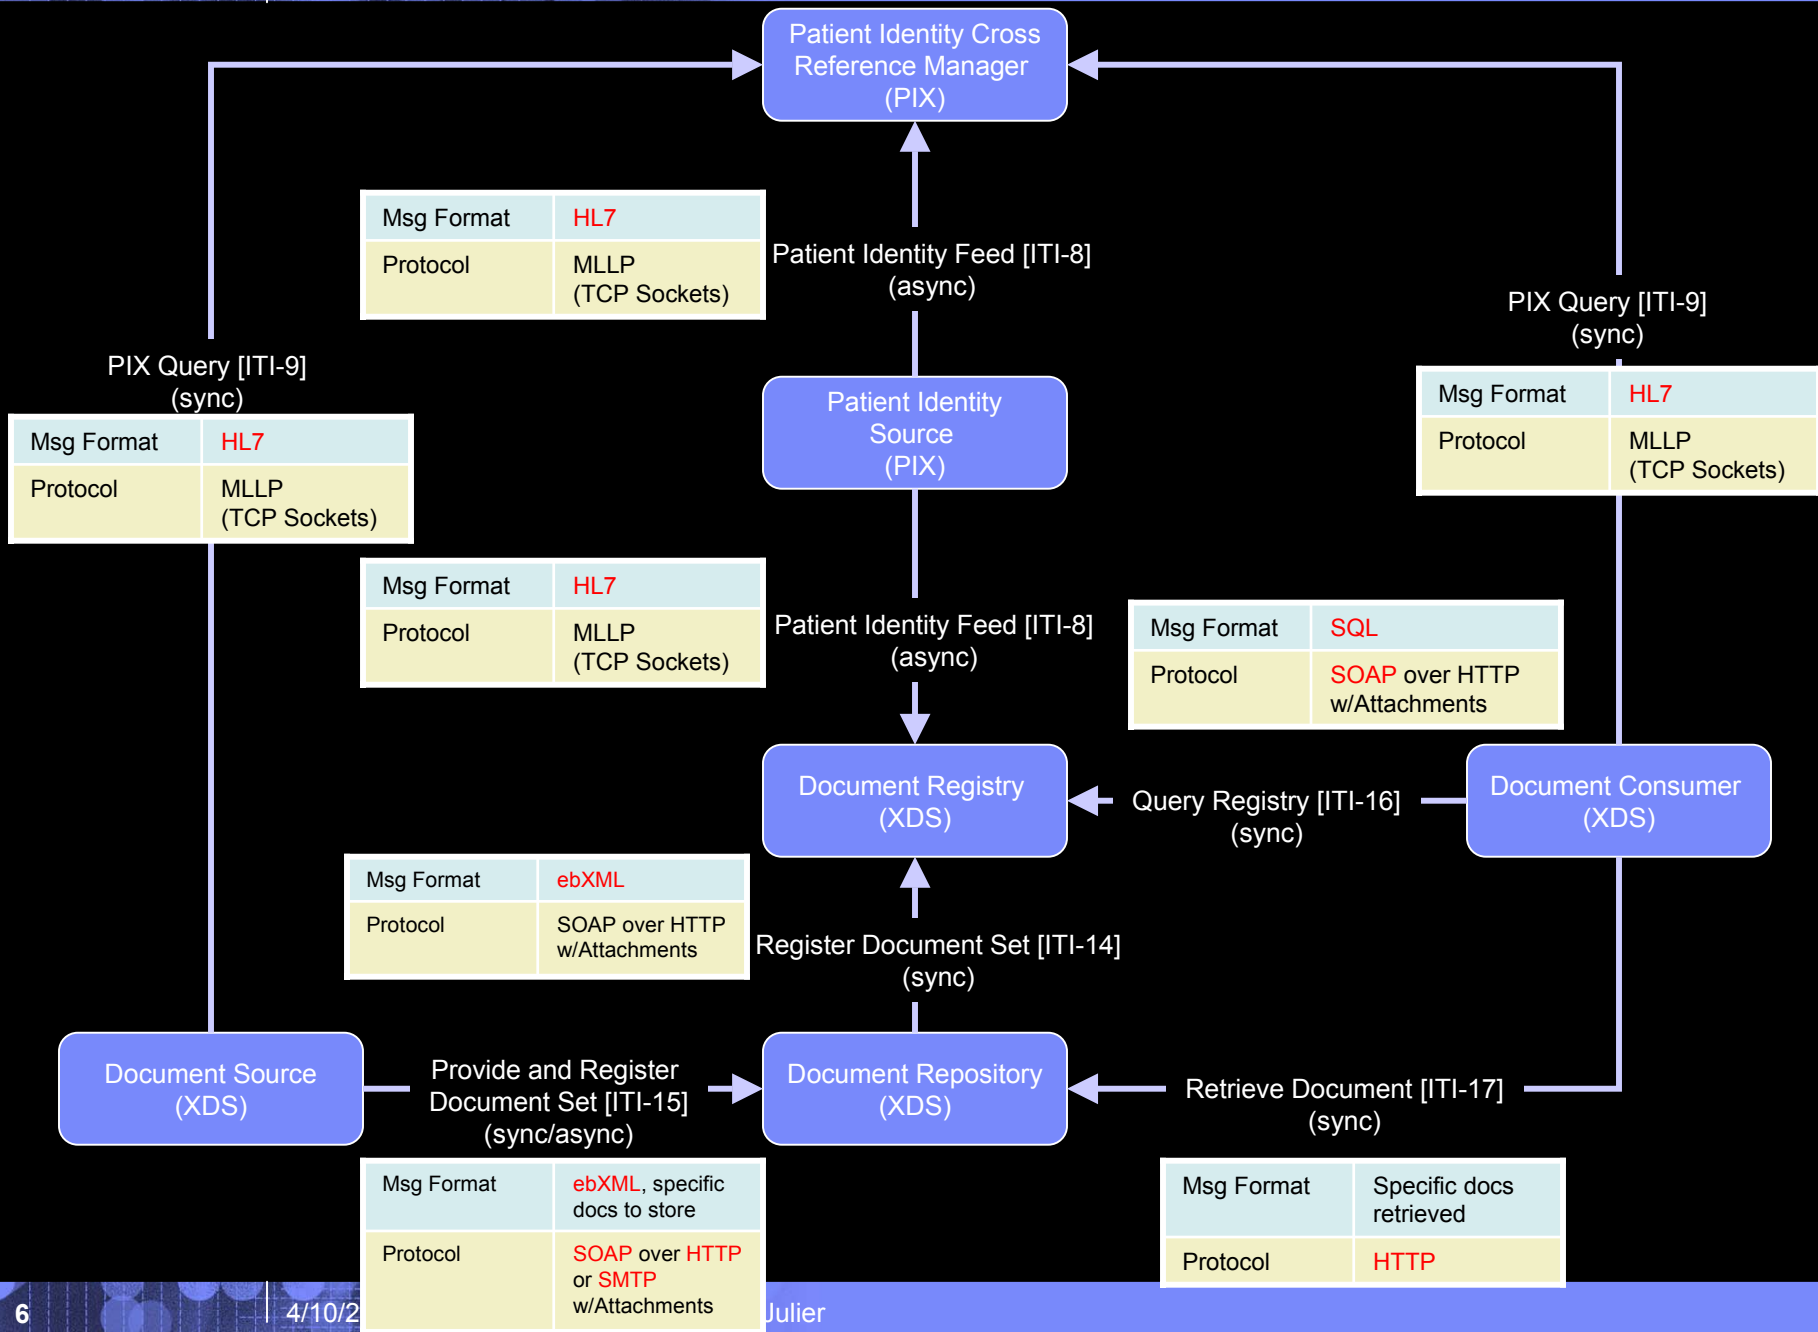 Patient Identity Cross
Reference Manager
(PIX)
Msg Format HL7
Protocol MLLP
(TCP Sockets)
Patient Identity Feed [ITI-8]
(async)
PIX Query [ITI-9]
(sync)
Msg Format HL7
Protocol MLLP
(TCP Sockets)
PIX Query [ITI-9]
(sync)
Msg Format HL7
Protocol MLLP
(TCP Sockets)
Patient Identity
Source
(PIX)
Msg Format HL7
Protocol MLLP
(TCP Sockets)
Patient Identity Feed [ITI-8]
(async)
Msg Format SQL
Protocol SOAP over HTTP
w/Attachments
Document Registry
(XDS)
Query Registry [ITI-16]
(sync)
Document Consumer
(XDS)
Msg Format ebXML
Protocol SOAP over HTTP
w/Attachments
Register Document Set [ITI-14]
(sync)
Document Source
(XDS)
Provide and Register
Document Set [ITI-15]
(sync/async)
Document Repository
(XDS)
Retrieve Document [ITI-17]
(sync)
Msg Format ebXML, specific
docs to store
Protocol SOAP over HTTP
or SMTP
w/Attachments
Msg Format Specific docs
retrieved
Protocol HTTP
6
4/10/2
Julier